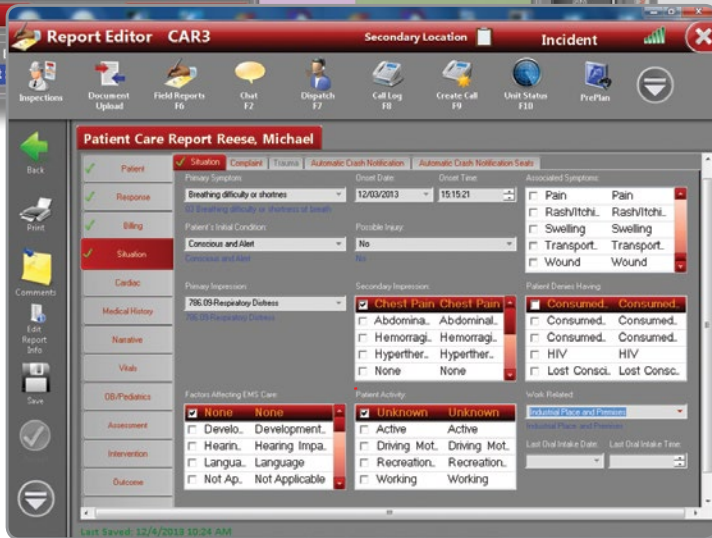 Report Editor CAR3 Secondary Location Incident
Inspections
Document Upload
Field Reports F6
Chat F2
Dispatch F7
Call Log F8
Create Call F9
Unit Status F10
PrePlan
Back
Print
Comments
Edit Report Info
Save
Patient Care Report Reese, Michael
Patient
Response
Billing
Situation
Cardiac
Medical History
Narrative
Vitals
OB/Pediatrics
Assessment
Intervention
Outcome
Situation Complaint Trauma Automatic Crash Notification Automatic Crash Notification Seats
Primary Symptom:
Breathing difficulty or shortnes
03 Breathing difficulty or shortness of breath
Onset Date: Onset Time:
12/03/2013 15:15:21
Associated Symptoms:
Pain Pain
Rash/Itchi.. Rash/Itchi..
Swelling Swelling
Transport.. Transport..
Wound Wound
Patient's Initial Condition:
Conscious and Alert
Conscious and Alert
Possible Injury:
No
No
Primary Impression:
786.09-Respiratory Distress
786.09-Respiratory Distress
Secondary Impression:
Chest Pain Chest Pain
Abdomina.. Abdominal..
Hemorragi.. Hemorragi..
Hyperther.. Hyperther..
None None
Patient Denies Having:
Consumed.. Consumed..
Consumed.. Consumed..
Consumed.. Consumed..
HIV HIV
Lost Consci.. Lost Consc..
Factors Affecting EMS Care:
None None
Develo.. Development..
Hearin.. Hearing Impa..
Langua.. Language
Not Ap.. Not Applicable
Patient Activity:
Unknown Unknown
Active Active
Driving Mot.. Driving Mot..
Recreation.. Recreation..
Working Working
Work Related:
Industrial Place and Premises
Industrial Place and Premises
Last Oral Intake Date: Last Oral Intake Time:
Last Saved: 12/4/2013 10:24 AM